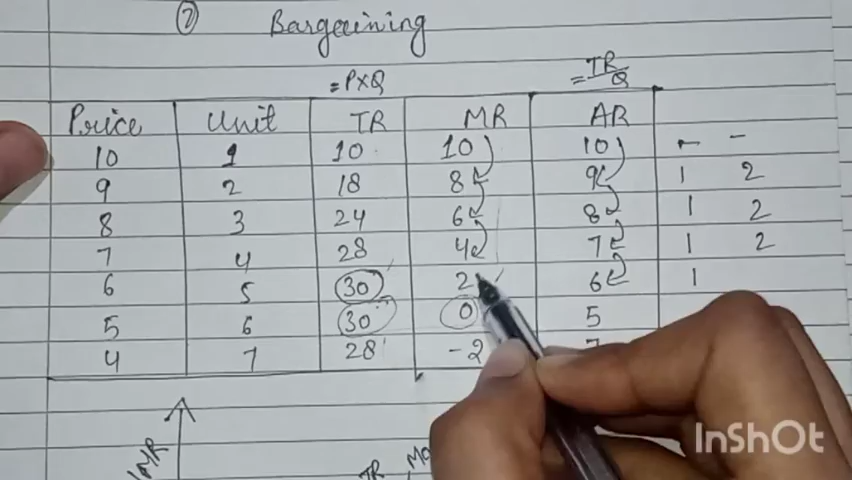 7 Bargaining
=P×Q =TR/Q
Price Unit TR MR AR
10 1 10 10 10 - -
9 2 18 8 9 1 2
8 3 24 6 8 1 2
7 4 28 4 7 1 2
6 5 30 2 6 1
5 6 30 0 5
4 7 28 -2
MR
TR
InShOt